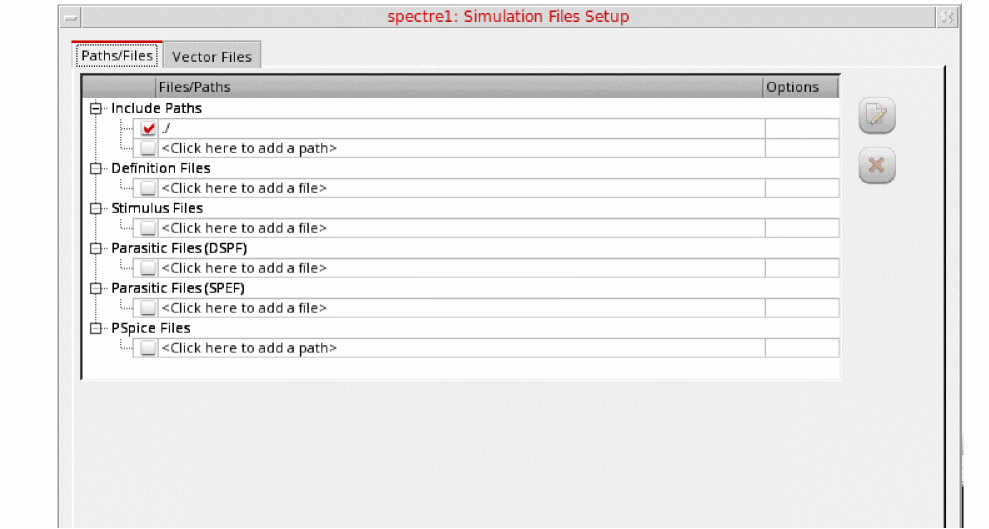 spectre1: Simulation Files Setup
Paths/Files Vector Files
Files/Paths Options
Include Paths
./
<Click here to add a path>
Definition Files
<Click here to add a file>
Stimulus Files
<Click here to add a file>
Parasitic Files (DSPF)
<Click here to add a file>
Parasitic Files (SPEF)
<Click here to add a file>
PSpice Files
<Click here to add a path>